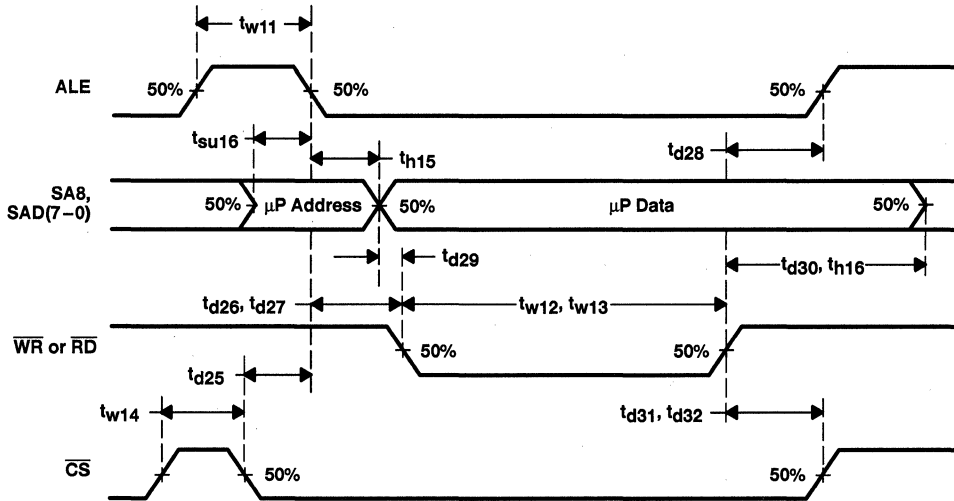 tw11
ALE
50%
50%
50%
tsu16
th15
td28
SA8,
SAD(7–0)
50%
μP Address
50%
μP Data
50%
td29
td30, th16
td26, td27
tw12, tw13
WR or RD
50%
50%
td25
tw14
td31, td32
CS
50%
50%